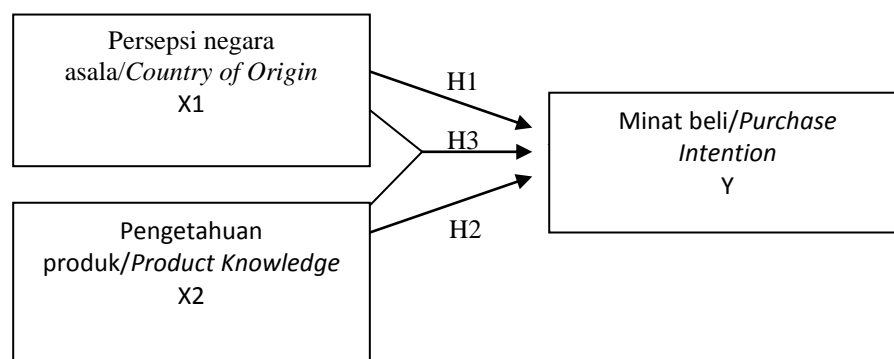 Persepsi negara
asala/Country of Origin
X1
H1
H3
H2
Minat beli/Purchase
Intention
Y
Pengetahuan
produk/Product Knowledge
X2